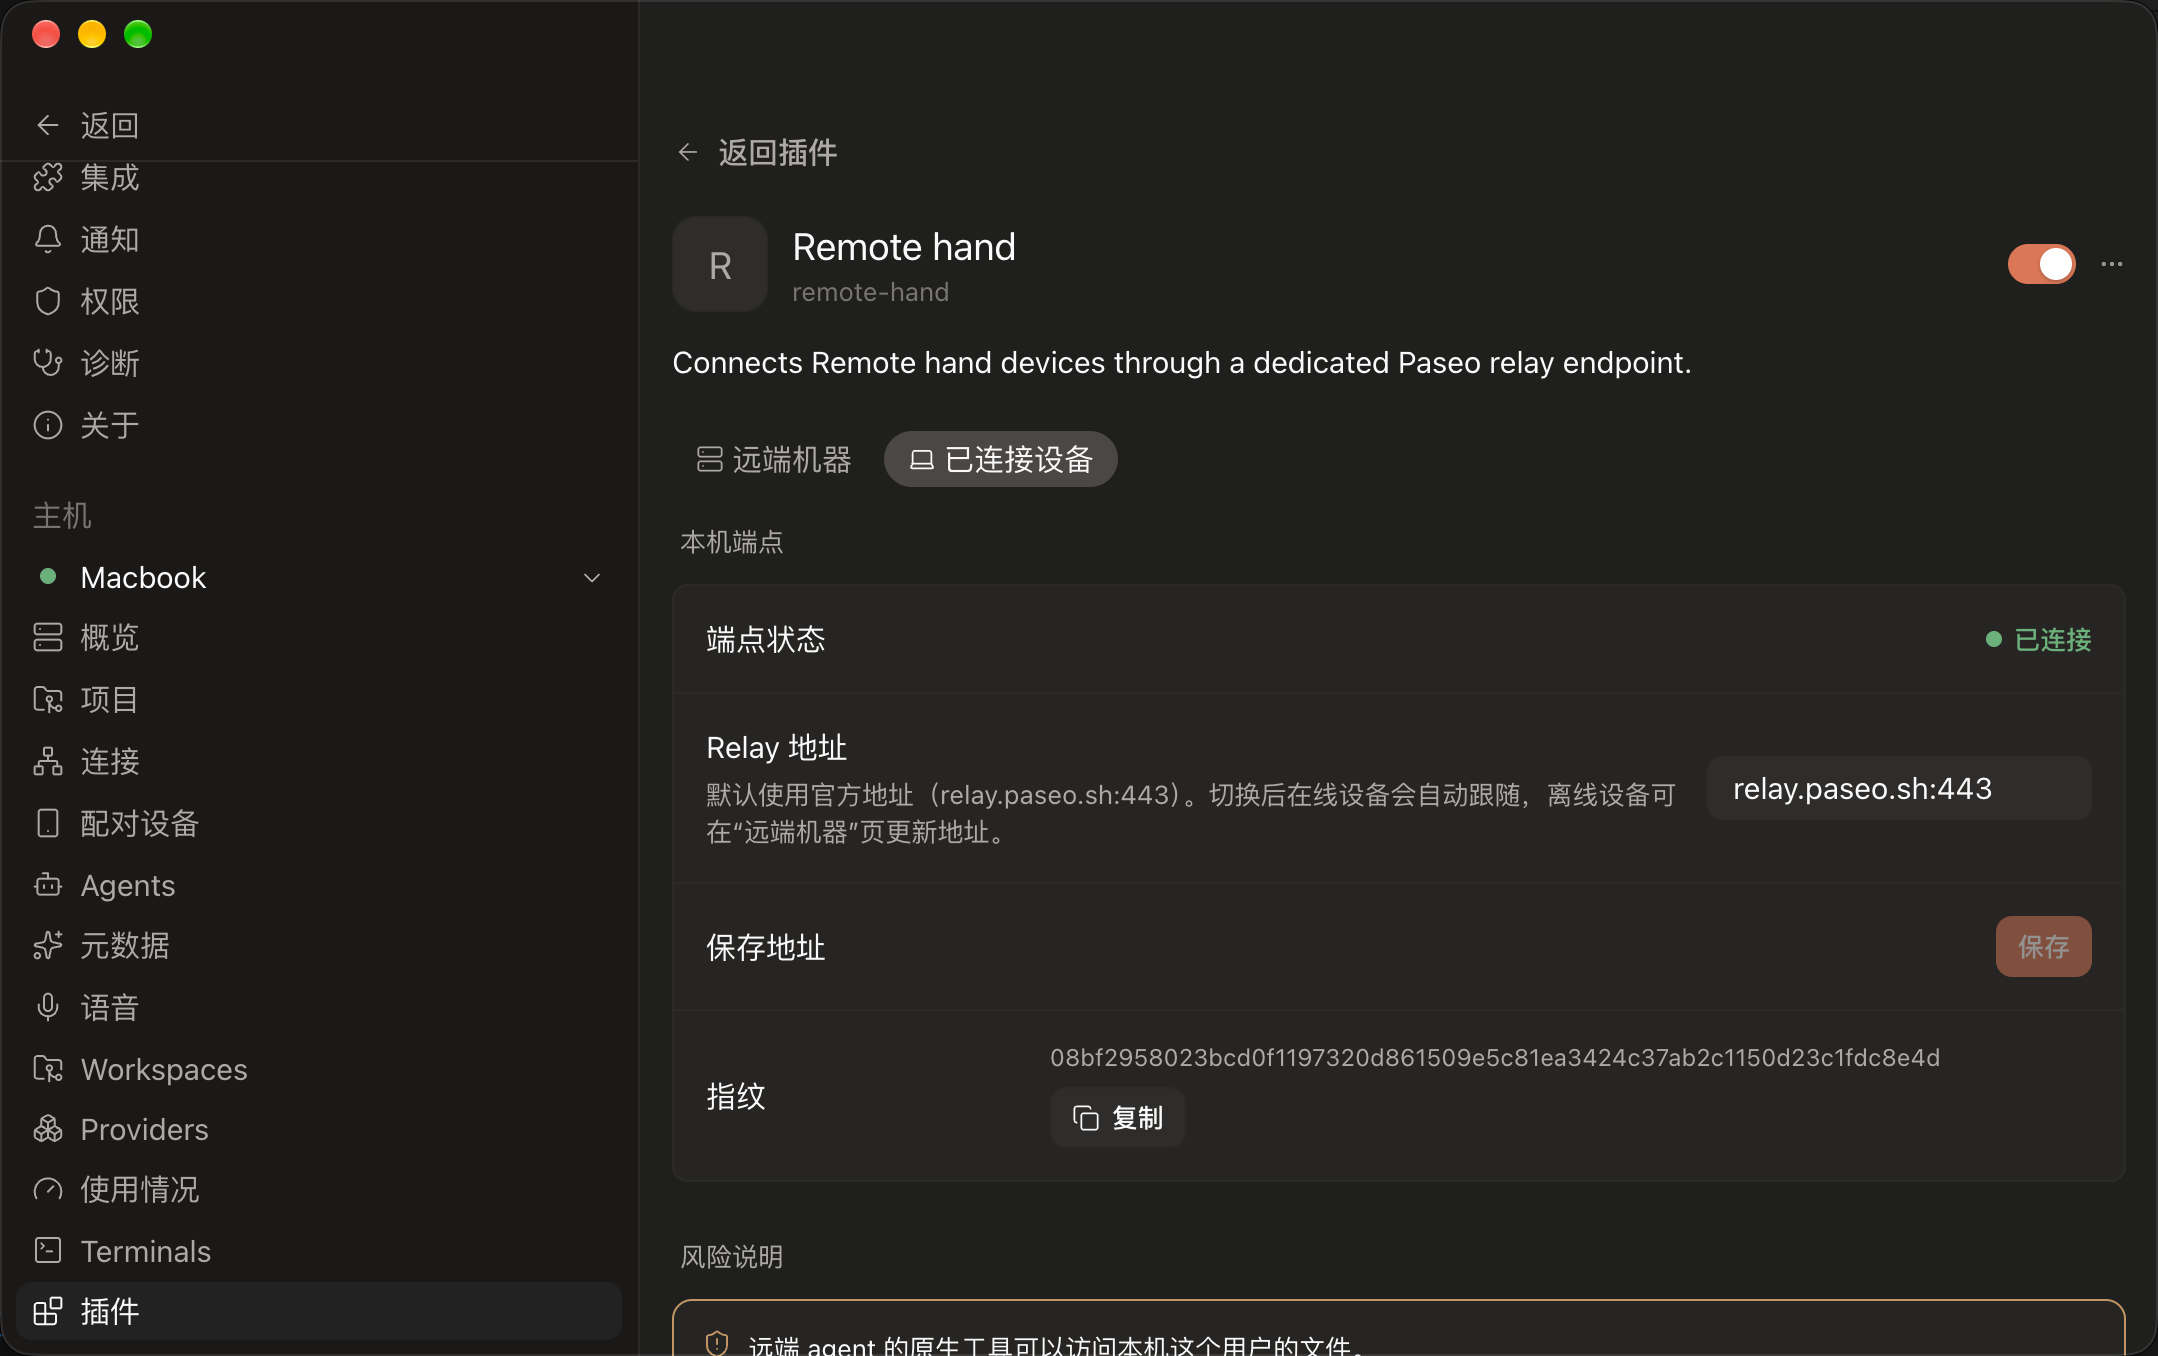 返回
集成
通知
权限
诊断
关于
主机
Macbook
概览
项目
连接
配对设备
Agents
元数据
语音
Workspaces
Providers
使用情况
Terminals
插件
返回插件
R
Remote hand
remote-hand
Connects Remote hand devices through a dedicated Paseo relay endpoint.
远端机器
已连接设备
本机端点
端点状态
已连接
Relay 地址
默认使用官方地址（relay.paseo.sh:443）。切换后在线设备会自动跟随，离线设备可
在“远端机器”页更新地址。
relay.paseo.sh:443
保存地址
保存
指纹
08bf2958023bcd0f1197320d861509e5c81ea3424c37ab2c1150d23c1fdc8e4d
复制
风险说明
远端 agent 的原生工具可以访问本机这个用户的文件。